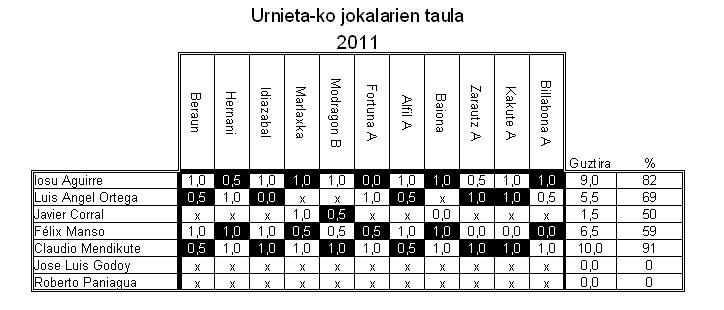 Urnieta-ko jokalarien taula
2011
Beraun Hernani Idiazabal Marlaxka Modragon B Fortuna A Alfil A Baiona Zarautz A Kakute A Billabona A Guztira %
Iosu Aguirre 1,0 0,5 1,0 1,0 1,0 0,0 1,0 1,0 0,5 1,0 1,0 9,0 82
Luis Angel Ortega 0,5 1,0 0,0 x x 1,0 0,5 x 1,0 1,0 0,5 5,5 69
Javier Corral x x x 1,0 0,5 x x 0,0 x x x 1,5 50
Félix Manso 1,0 1,0 1,0 0,5 0,5 0,5 1,0 1,0 0,0 0,0 0,0 6,5 59
Claudio Mendikute 0,5 1,0 1,0 1,0 1,0 1,0 0,5 1,0 1,0 1,0 1,0 10,0 91
Jose Luis Godoy x x x x x x x x x x x 0,0 0
Roberto Paniagua x x x x x x x x x x x 0,0 0